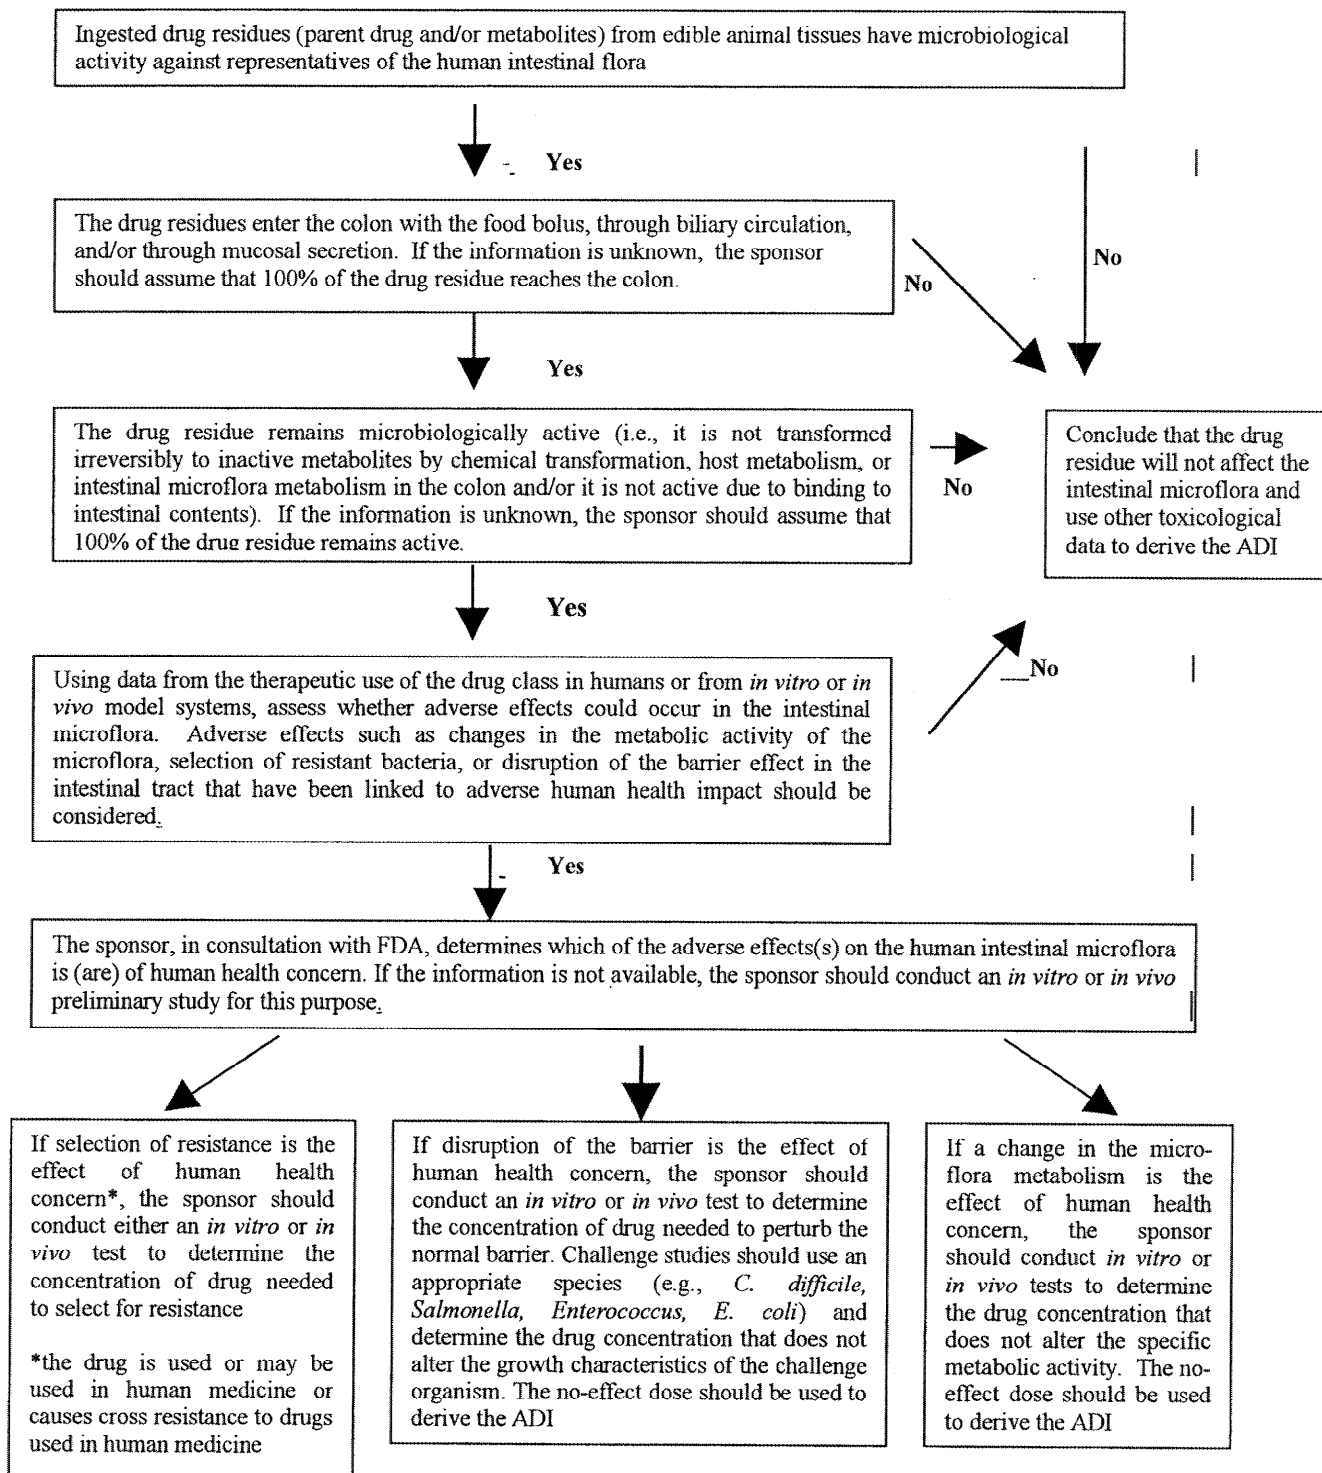 Ingested drug residues (parent drug and/or metabolites) from edible animal tissues have microbiological
activity against representatives of the human intestinal flora
Yes
No
The drug residues enter the colon with the food bolus, through biliary circulation,
and/or through mucosal secretion. If the information is unknown, the sponsor
should assume that 100% of the drug residue reaches the colon.
No
Yes
The drug residue remains microbiologically active (i.e., it is not transformed
irreversibly to inactive metabolites by chemical transformation, host metabolism, or
intestinal microflora metabolism in the colon and/or it is not active due to binding to
intestinal contents). If the information is unknown, the sponsor should assume that
100% of the drug residue remains active.
No
Conclude that the drug
residue will not affect the
intestinal microflora and
use other toxicological
data to derive the ADI
Yes
Using data from the therapeutic use of the drug class in humans or from in vitro or in
vivo model systems, assess whether adverse effects could occur in the intestinal
microflora. Adverse effects such as changes in the metabolic activity of the
microflora, selection of resistant bacteria, or disruption of the barrier effect in the
intestinal tract that have been linked to adverse human health impact should be
considered.
No
Yes
The sponsor, in consultation with FDA, determines which of the adverse effects(s) on the human intestinal microflora
is (are) of human health concern. If the information is not available, the sponsor should conduct an in vitro or in vivo
preliminary study for this purpose.
If selection of resistance is the
effect of human health
concern*, the sponsor should
conduct either an in vitro or in
vivo test to determine the
concentration of drug needed
to select for resistance
*the drug is used or may be
used in human medicine or
causes cross resistance to drugs
used in human medicine
If disruption of the barrier is the effect of
human health concern, the sponsor should
conduct an in vitro or in vivo test to determine
the concentration of drug needed to perturb the
normal barrier. Challenge studies should use an
appropriate species (e.g., C. difficile,
Salmonella, Enterococcus, E. coli) and
determine the drug concentration that does not
alter the growth characteristics of the challenge
organism. The no-effect dose should be used to
derive the ADI
If a change in the micro-
flora metabolism is the
effect of human health
concern, the sponsor
should conduct in vitro or
in vivo tests to determine
the drug concentration that
does not alter the specific
metabolic activity. The no-
effect dose should be used
to derive the ADI